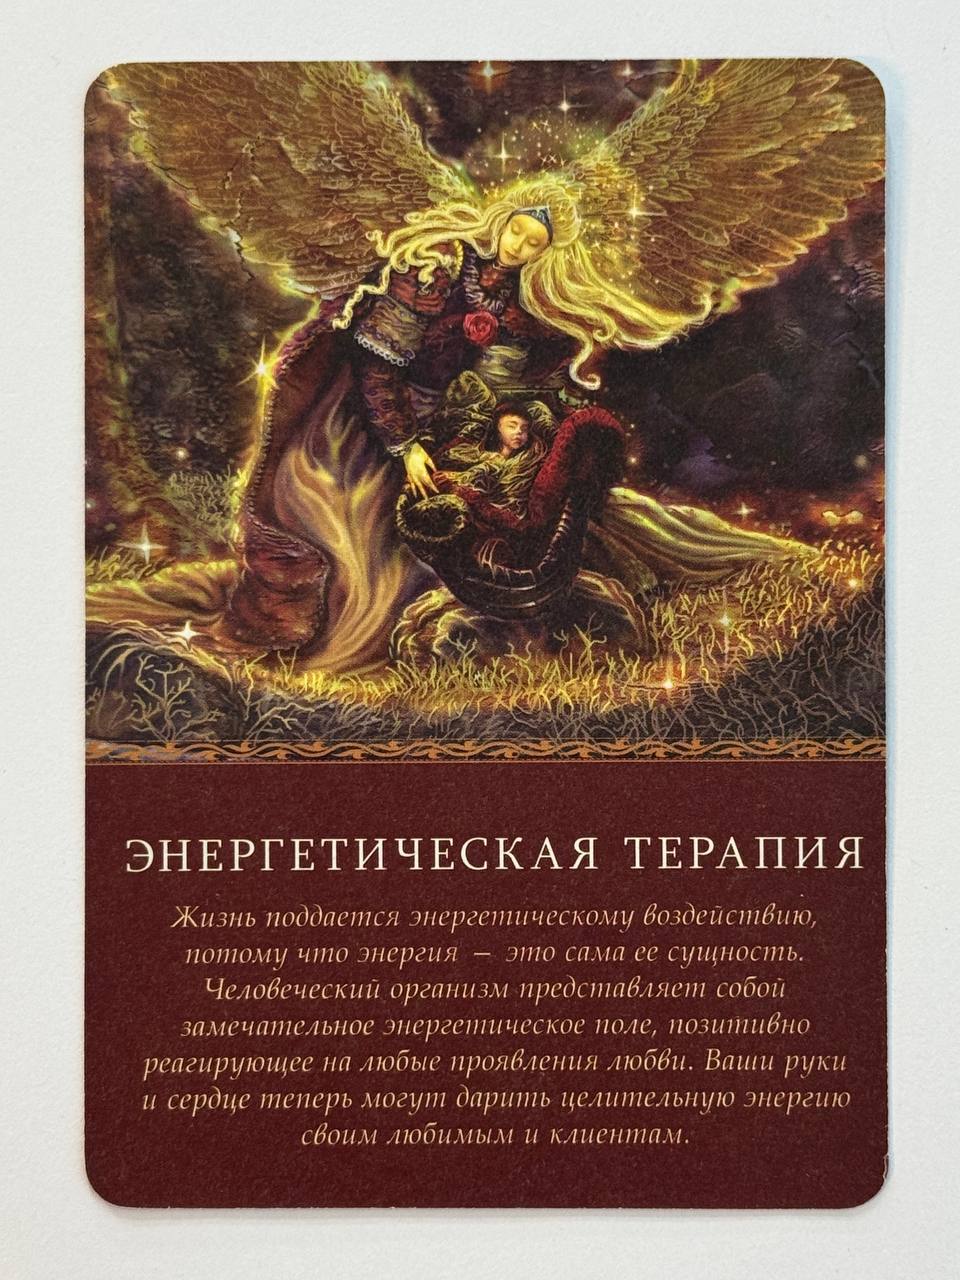 ЭНЕРГЕТИЧЕСКАЯ ТЕРАПИЯ
Жизнь поддается энергетическому воздействию,
потому что энергия – это сама ее сущность.
Человеческий организм представляет собой
замечательное энергетическое поле, позитивно
реагирующее на любые проявления любви. Ваши руки
и сердце теперь могут дарить целительную энергию
своим любимым и клиентам.